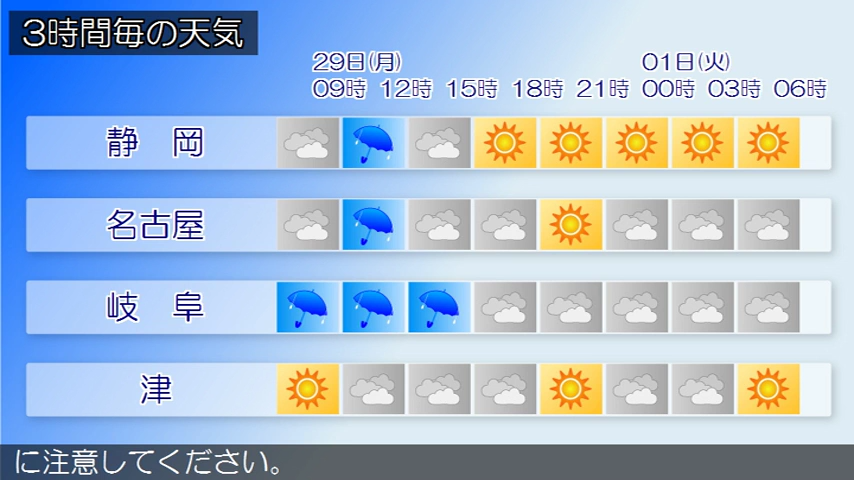 3時間毎の天気
29日(月) 01日(火)
09時 12時 15時 18時 21時 00時 03時 06時
静 岡
名古屋
岐 阜
津
に注意してください。